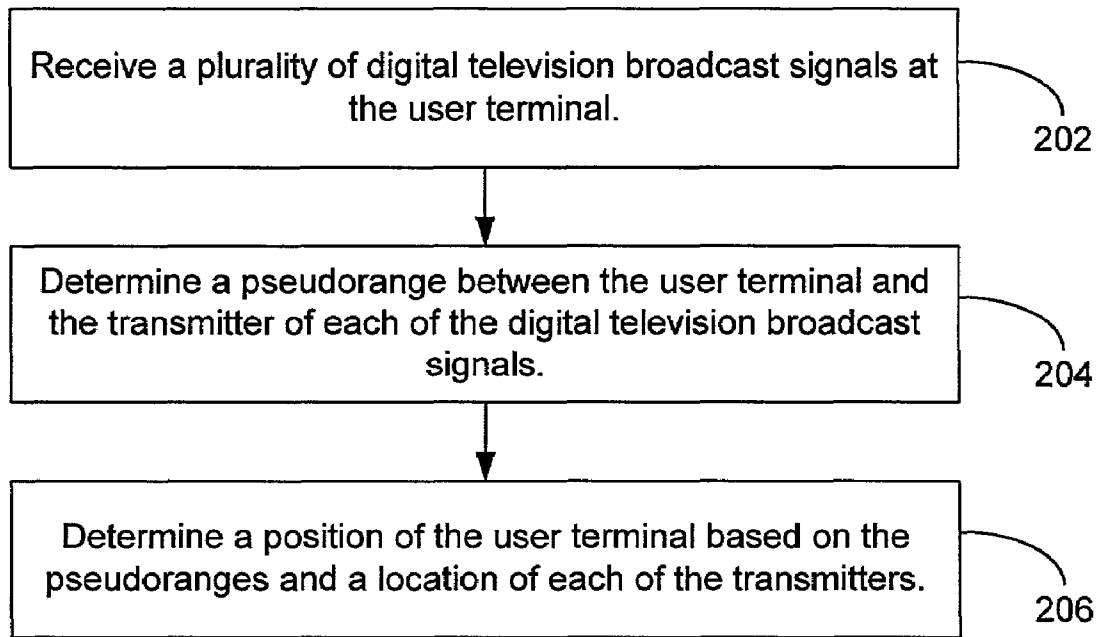 Receive a plurality of digital television broadcast signals at
the user terminal.
202
Determine a pseudorange between the user terminal and
the transmitter of each of the digital television broadcast
signals.
204
Determine a position of the user terminal based on the
pseudoranges and a location of each of the transmitters.
206